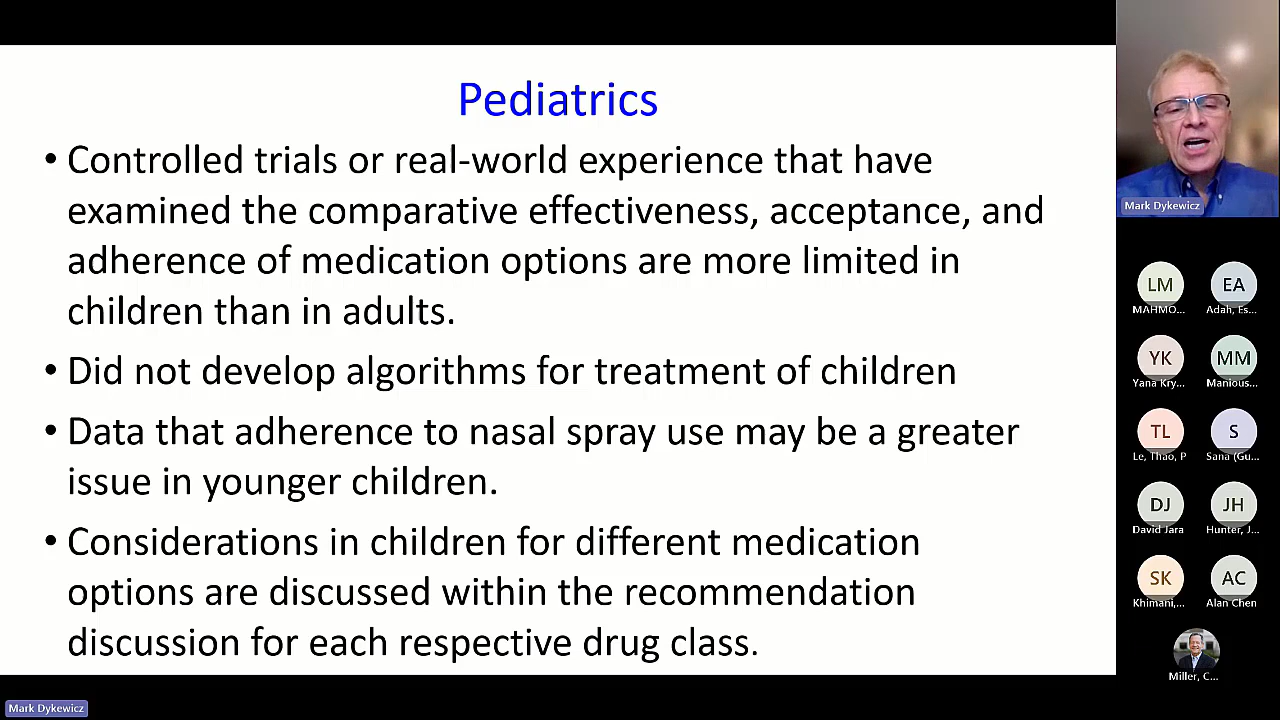 Pediatrics
• Controlled trials or real-world experience that have
examined the comparative effectiveness, acceptance, and
adherence of medication options are more limited in
children than in adults.
• Did not develop algorithms for treatment of children
• Data that adherence to nasal spray use may be a greater
issue in younger children.
• Considerations in children for different medication
options are discussed within the recommendation
discussion for each respective drug class.
Mark Dykewicz
LM
MAHMO...
EA
Adah, Es...
YK
Yana Kry...
MM
Manious...
TL
Le, Thao, P
S
Sana (Gu...
DJ
David Jara
JH
Hunter, J...
SK
Khimani,...
AC
Alan Chen
Miller, C...
Mark Dykewicz